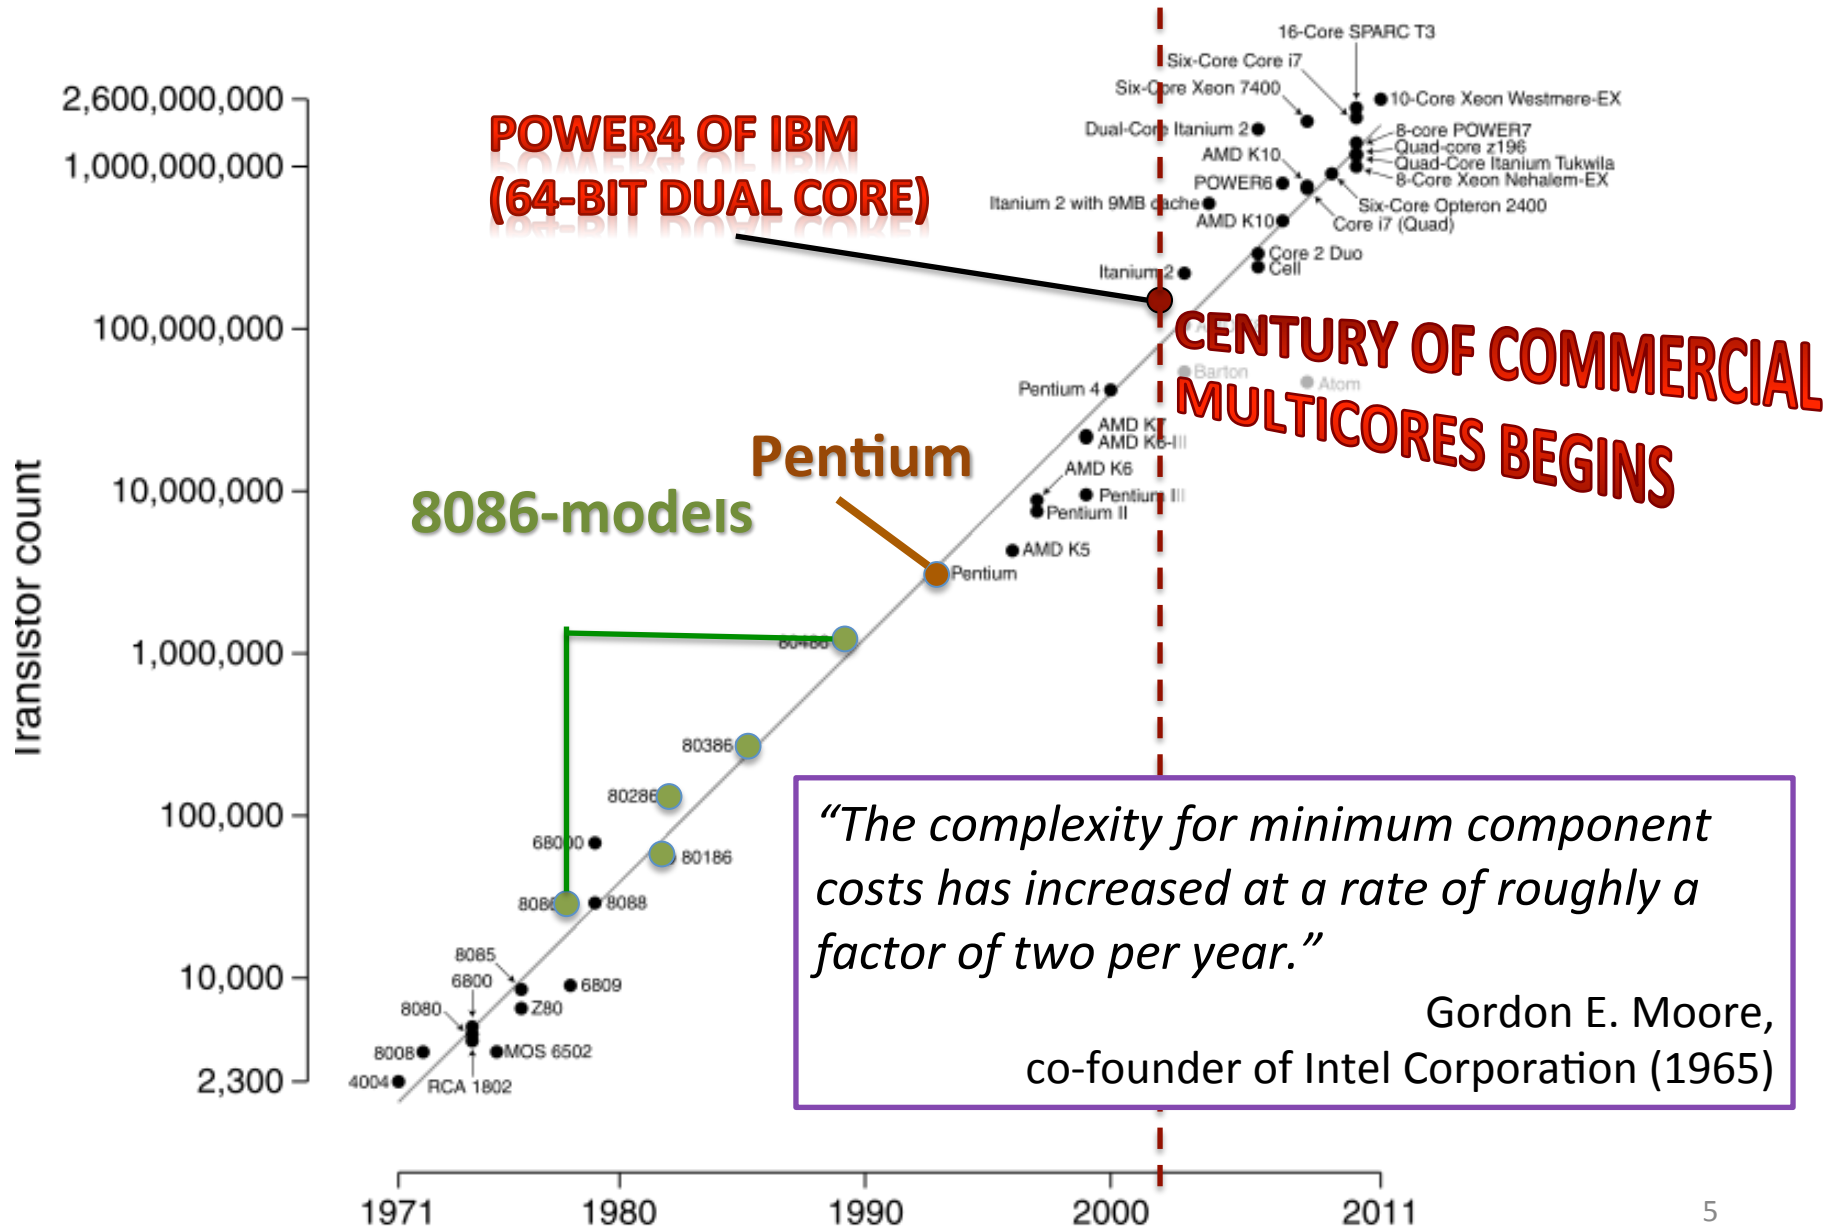 16-Core SPARC T3
Six-Core Core i7
Six-Core Xeon 7400
10-Core Xeon Westmere-EX
Dual-Core Itanium 2
8-core POWER7
Quad-core z196
Quad-Core Itanium Tukwila
8-Core Xeon Nehalem-EX
AMD K10
POWER6
Itanium 2 with 9MB cache
AMD K10
Six-Core Opteron 2400
Core i7 (Quad)
Core 2 Duo
Cell
Itanium 2
2,600,000,000
1,000,000,000
100,000,000
10,000,000
1,000,000
100,000
10,000
2,300
Transistor count
POWER4 OF IBM
(64-BIT DUAL CORE)
CENTURY OF COMMERCIAL
MULTICORES BEGINS
Barton
Atom
Pentium 4
AMD K7
AMD K6-III
AMD K6
Pentium III
Pentium II
AMD K5
Pentium
Pentium
8086-models
80486
80386
80286
68000
80186
8086
8088
8085
6800
6809
8080
Z80
8008
MOS 6502
4004
RCA 1802
“The complexity for minimum component
costs has increased at a rate of roughly a
factor of two per year.”
Gordon E. Moore,
co-founder of Intel Corporation (1965)
1971
1980
1990
2000
2011
5